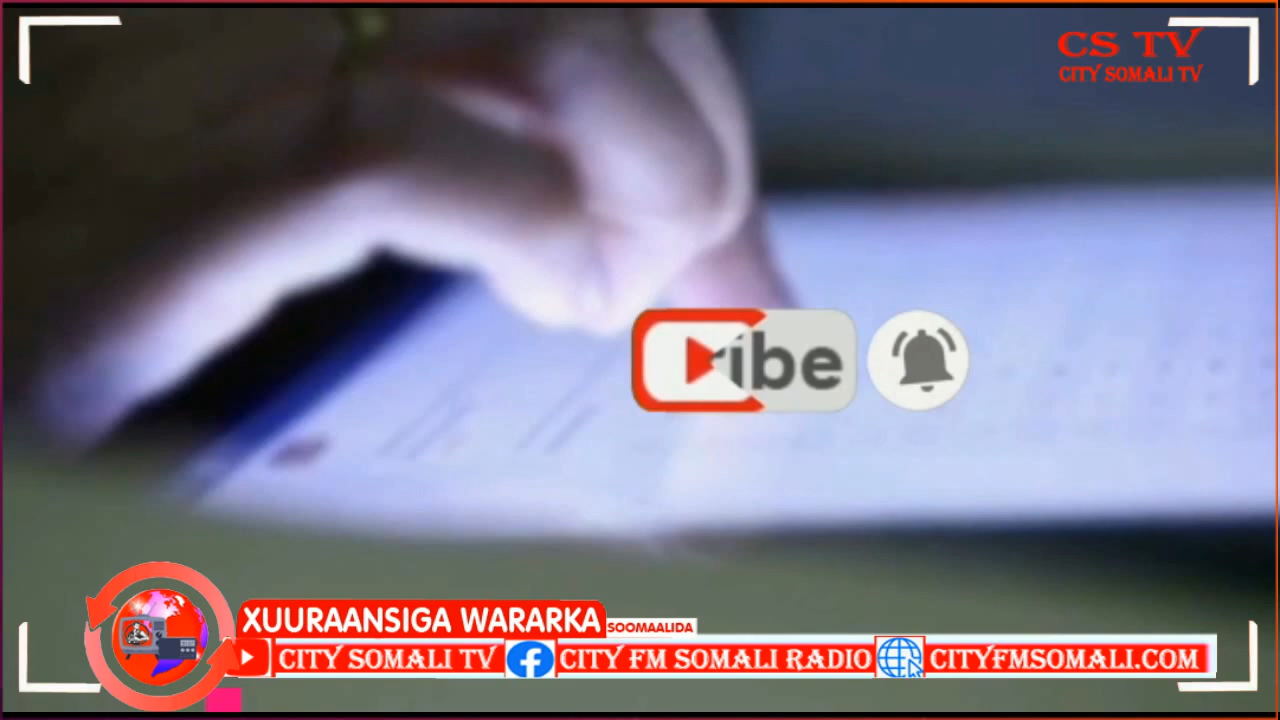 CS TV
CITY SOMALI TV
ribe
XUURAANSIGA WARARKA
SOOMAALIDA
CITY SOMALI TV CITY FM SOMALI RADIO CITYFMSOMALI.COM